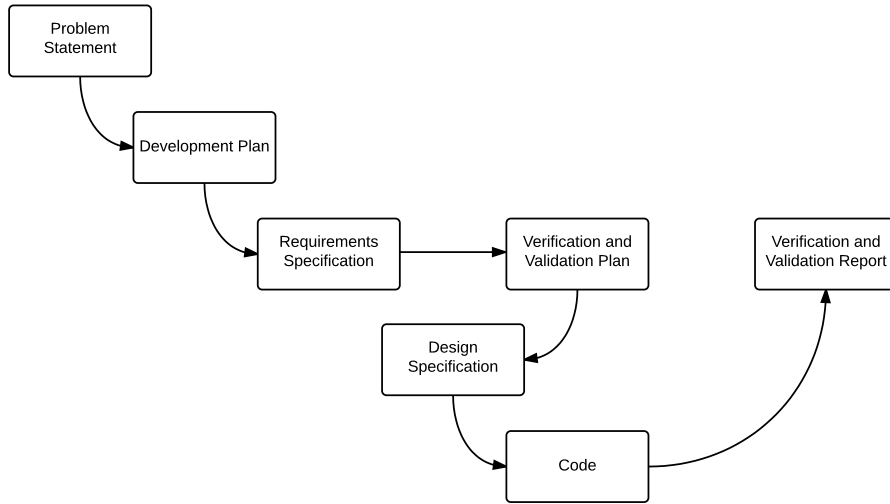 Problem
Statement
Development Plan
Requirements
Specification
Verification and
Validation Plan
Verification and
Validation Report
Design
Specification
Code